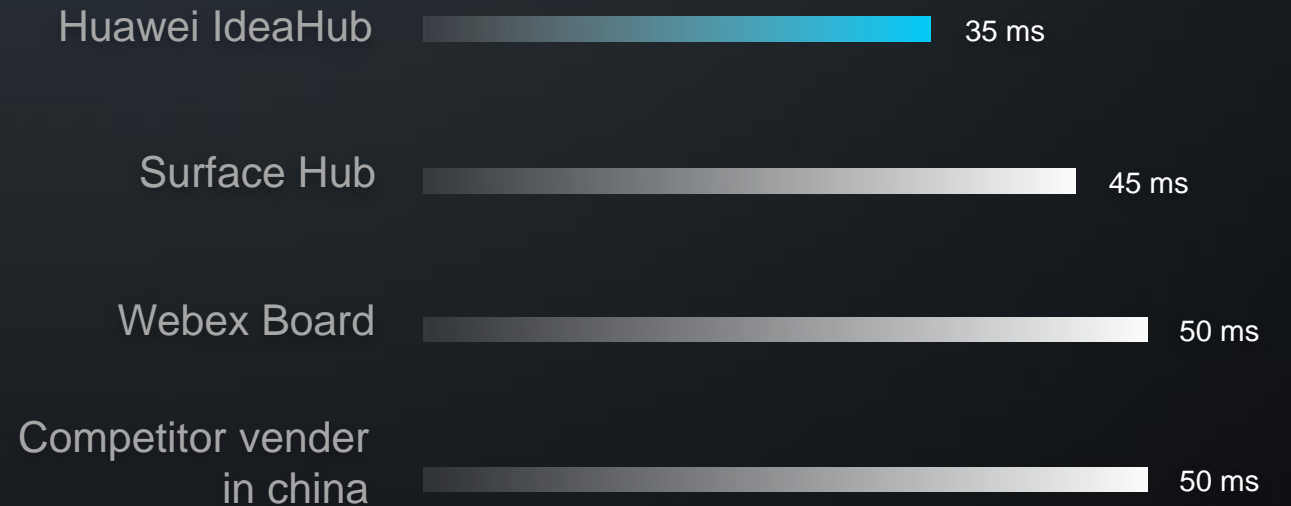 Huawei IdeaHub 35 ms
Surface Hub 45 ms
Webex Board 50 ms
Competitor vender
in china 50 ms